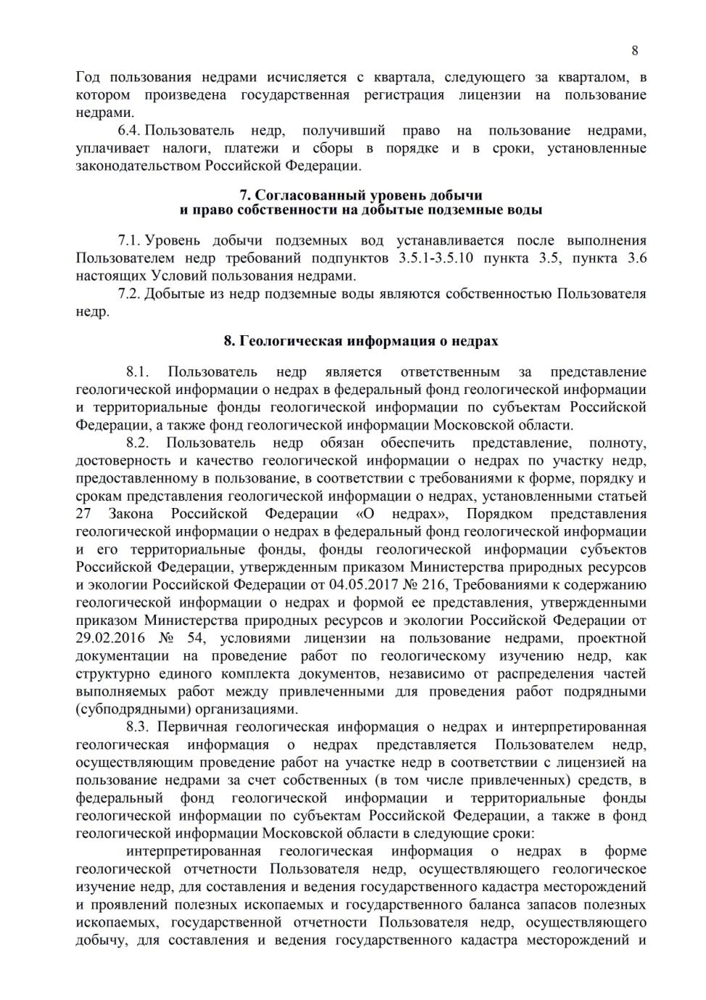 8
Год пользования недрами исчисляется с квартала, следующего за кварталом, в
котором произведена государственная регистрация лицензии на пользование
недрами.
6.4. Пользователь недр, получивший право на пользование недрами,
уплачивает налоги, платежи и сборы в порядке и в сроки, установленные
законодательством Российской Федерации.
7. Согласованный уровень добычи
и право собственности на добытые подземные воды
7.1. Уровень добычи подземных вод устанавливается после выполнения
Пользователем недр требований подпунктов 3.5.1-3.5.10 пункта 3.5, пункта 3.6
настоящих Условий пользования недрами.
7.2. Добытые из недр подземные воды являются собственностью Пользователя
недр.
8. Геологическая информация о недрах
8.1. Пользователь недр является ответственным за представление
геологической информации о недрах в федеральный фонд геологической информации
и территориальные фонды геологической информации по субъектам Российской
Федерации, а также фонд геологической информации Московской области.
8.2. Пользователь недр обязан обеспечить представление, полноту,
достоверность и качество геологической информации о недрах по участку недр,
предоставленному в пользование, в соответствии с требованиями к форме, порядку и
срокам представления геологической информации о недрах, установленными статьей
27 Закона Российской Федерации «О недрах», Порядком представления
геологической информации о недрах в федеральный фонд геологической информации
и его территориальные фонды, фонды геологической информации субъектов
Российской Федерации, утвержденным приказом Министерства природных ресурсов
и экологии Российской Федерации от 04.05.2017 № 216, Требованиями к содержанию
геологической информации о недрах и формой ее представления, утвержденными
приказом Министерства природных ресурсов и экологии Российской Федерации от
29.02.2016 № 54, условиями лицензии на пользование недрами, проектной
документации на проведение работ по геологическому изучению недр, как
структурно единого комплекта документов, независимо от распределения частей
выполняемых работ между привлеченными для проведения работ подрядными
(субподрядными) организациями.
8.3. Первичная геологическая информация о недрах и интерпретированная
геологическая информация о недрах представляется Пользователем недр,
осуществляющим проведение работ на участке недр в соответствии с лицензией на
пользование недрами за счет собственных (в том числе привлеченных) средств, в
федеральный фонд геологической информации и территориальные фонды
геологической информации по субъектам Российской Федерации, а также в фонд
геологической информации Московской области в следующие сроки:
интерпретированная геологическая информация о недрах в форме
геологической отчетности Пользователя недр, осуществляющего геологическое
изучение недр, для составления и ведения государственного кадастра месторождений
и проявлений полезных ископаемых и государственного баланса запасов полезных
ископаемых, государственной отчетности Пользователя недр, осуществляющего
добычу, для составления и ведения государственного кадастра месторождений и